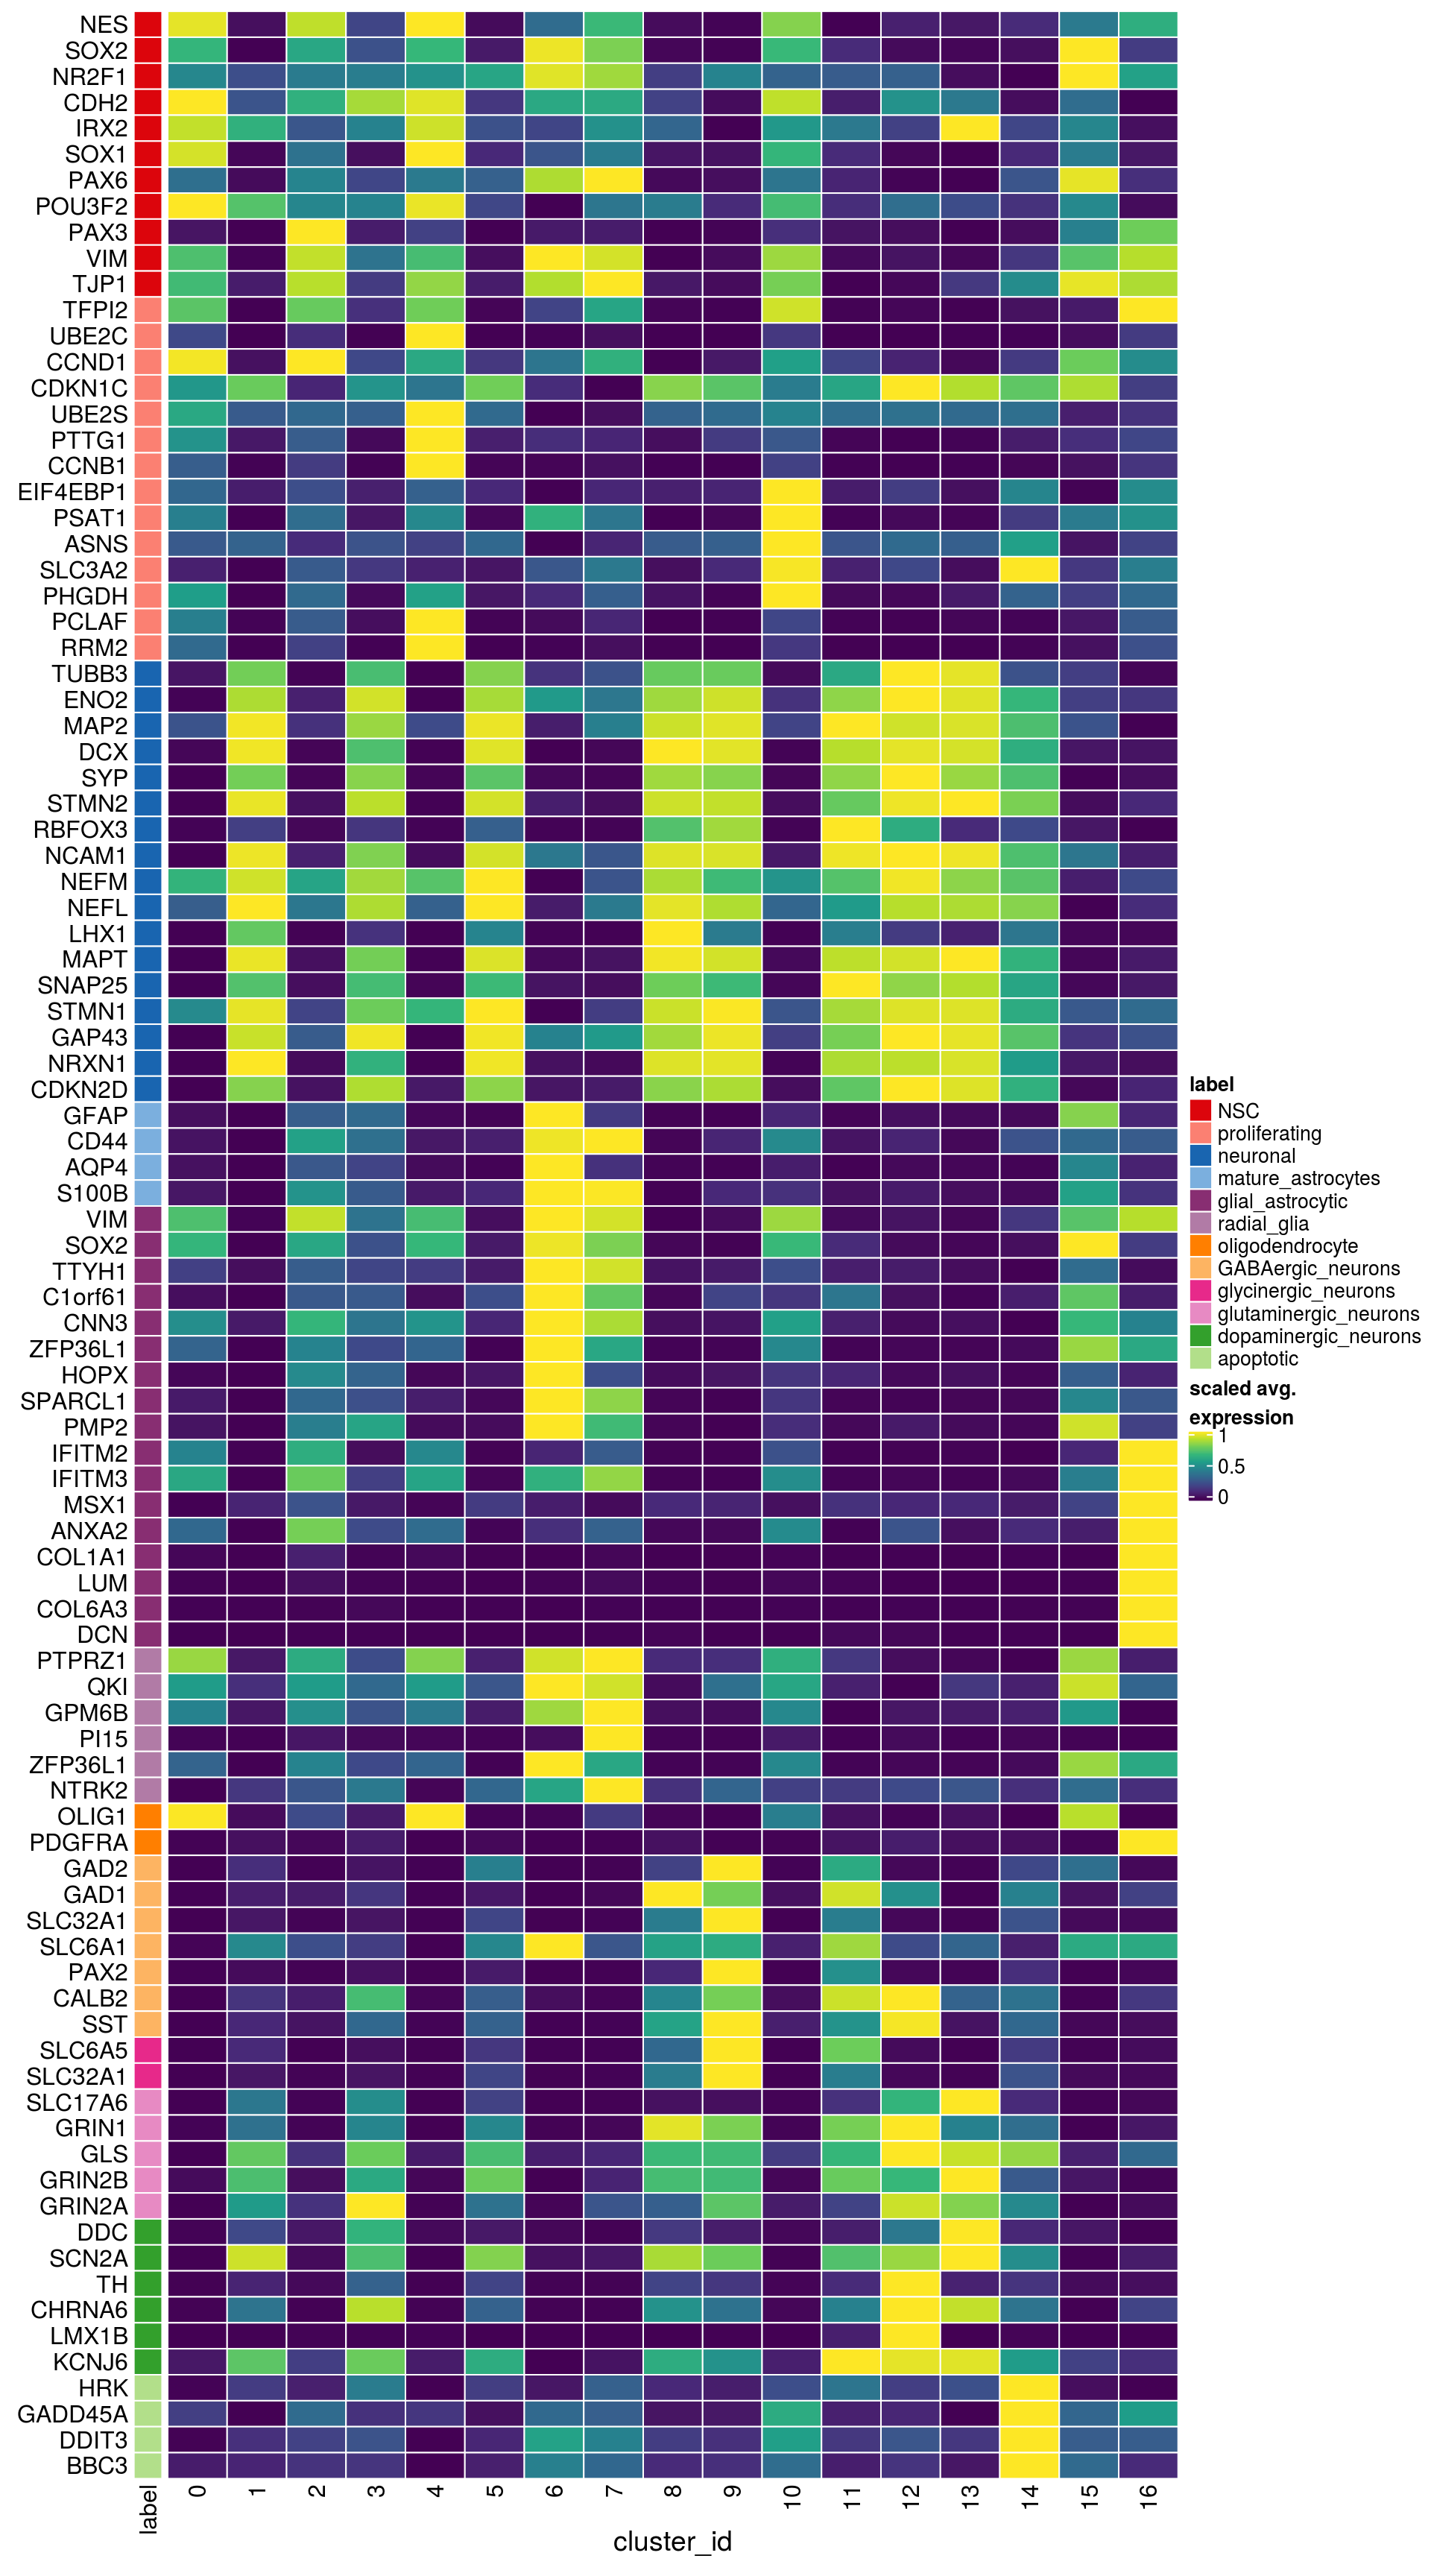 NES
SOX2
NR2F1
CDH2
IRX2
SOX1
PAX6
POU3F2
PAX3
VIM
TJP1
TFPI2
UBE2C
CCND1
CDKN1C
UBE2S
PTTG1
CCNB1
EIF4EBP1
PSAT1
ASNS
SLC3A2
PHGDH
PCLAF
RRM2
TUBB3
ENO2
MAP2
DCX
SYP
STMN2
RBFOX3
NCAM1
NEFM
NEFL
LHX1
MAPT
SNAP25
STMN1
GAP43
NRXN1
CDKN2D
GFAP
CD44
AQP4
S100B
VIM
SOX2
TTYH1
C1orf61
CNN3
ZFP36L1
HOPX
SPARCL1
PMP2
IFITM2
IFITM3
MSX1
ANXA2
COL1A1
LUM
COL6A3
DCN
PTPRZ1
QKI
GPM6B
PI15
ZFP36L1
NTRK2
OLIG1
PDGFRA
GAD2
GAD1
SLC32A1
SLC6A1
PAX2
CALB2
SST
SLC6A5
SLC32A1
SLC17A6
GRIN1
GLS
GRIN2B
GRIN2A
DDC
SCN2A
TH
CHRNA6
LMX1B
KCNJ6
HRK
GADD45A
DDIT3
BBC3
label 0 1 2 3 4 5 6 7 8 9 10 11 12 13 14 15 16
cluster_id
label
NSC
proliferating
neuronal
mature_astrocytes
glial_astrocytic
radial_glia
oligodendrocyte
GABAergic_neurons
glycinergic_neurons
glutaminergic_neurons
dopaminergic_neurons
apoptotic
scaled avg.
expression
1
0.5
0